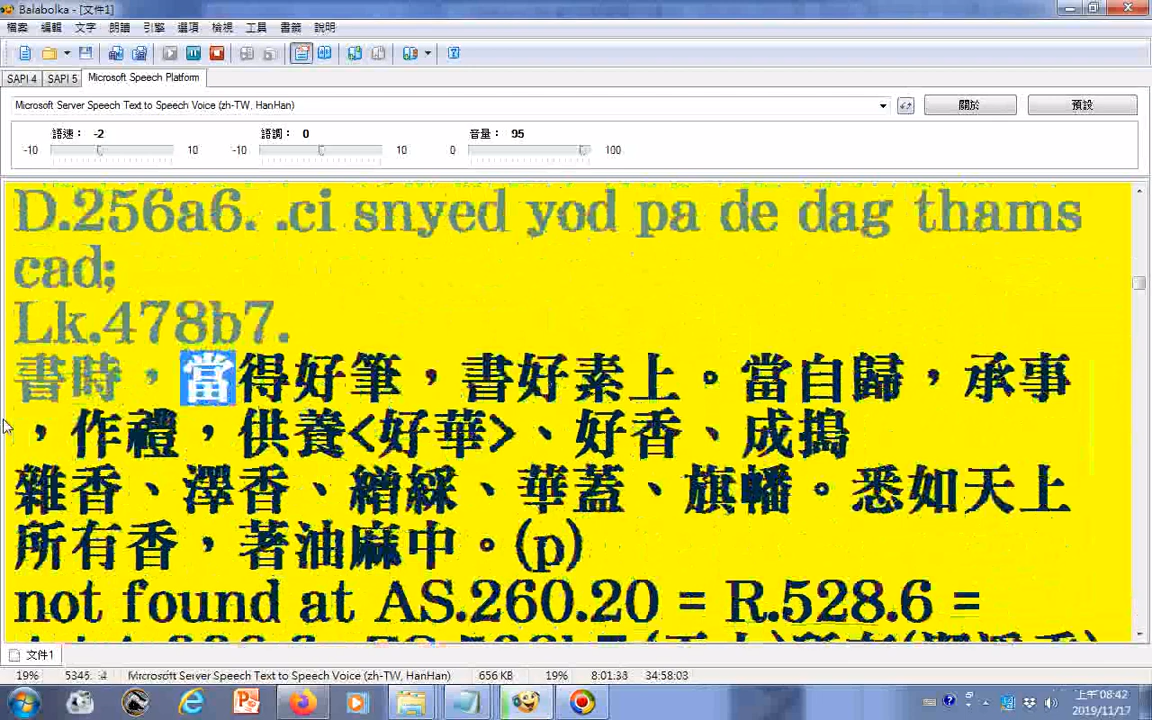 Balabolka - [文件1]
檔案 編輯 文字 朗讀 引擎 選項 檢視 工具 書籤 說明
SAPI 4 SAPI 5 Microsoft Speech Platform
Microsoft Server Speech Text to Speech Voice (zh-TW, HanHan) 關於 預設
語速： -2 語調： 0 音量： 95
-10 10 -10 10 0 100
D.256a6. .ci snyed yod pa de dag thams
cad;
Lk.478b7.
書時，當得好筆，書好素上。當自歸，承事
，作禮，供養<好華>、好香、成搗
雜香、澤香、繒綵、華蓋、旗幡。悉如天上
所有香，著油麻中。(p)
not found at AS.260.20 = R.528.6 =
文件1
19% Microsoft Server Speech Text to Speech Voice (zh-TW, HanHan) 656 KB 19% 8:01:33 34:58:03
上午 08:42
2019/11/17